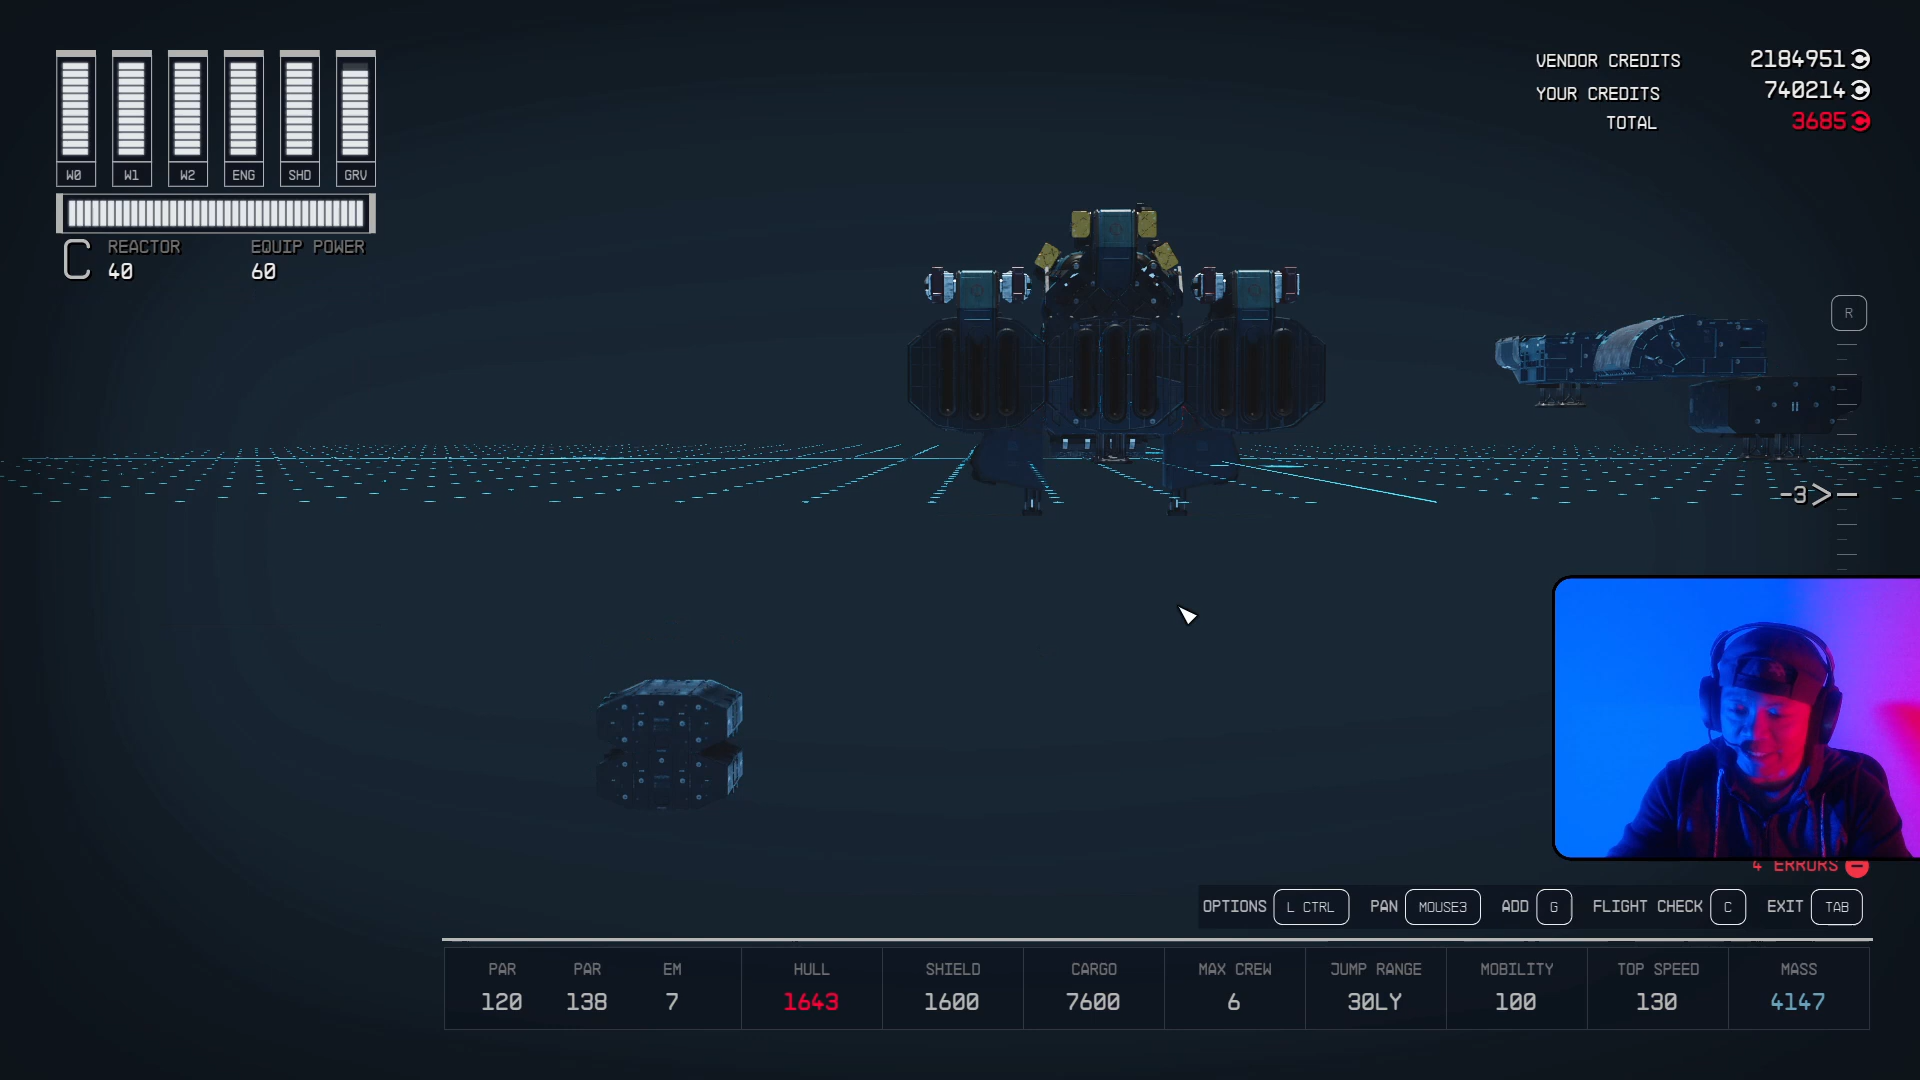 W0 W1 W2 ENG SHD GRV
C REACTOR EQUIP POWER
40 60
VENDOR CREDITS 2184951
YOUR CREDITS 740214
TOTAL 3685
R
-3
4 ERRORS
OPTIONS L CTRL PAN MOUSE3 ADD G FLIGHT CHECK C EXIT TAB
PAR PAR EM HULL SHIELD CARGO MAX CREW JUMP RANGE MOBILITY TOP SPEED MASS
120 138 7 1643 1600 7600 6 30LY 100 130 4147